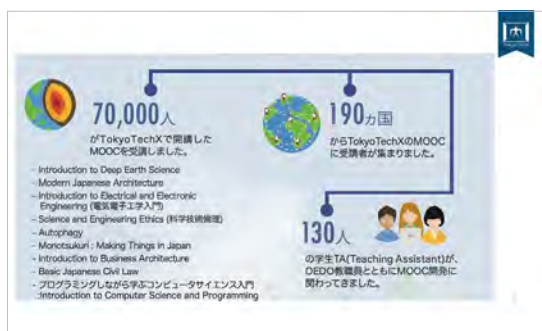 70,000人
がTokyoTechXで開講した
MOOCを受講しました。
- Introduction to Deep Earth Science
- Modern Japanese Architecture
- Introduction to Electrical and Electronic
Engineering (電気電子工学入門)
- Science and Engineering Ethics (科学技術倫理)
- Autophagy
- Monotsukuri : Making Things in Japan
- Introduction to Business Architecture
- Basic Japanese Civil Law
- プログラミングしながら学ぶコンピュータサイエンス入門
:Introduction to Computer Science and Programming
190カ国
からTokyoTechXのMOOC
に受講者が集まりました。
130人
の学生TA(Teaching Assistant)が、
OEDO教職員とともにMOOC開発に
関わってきました。